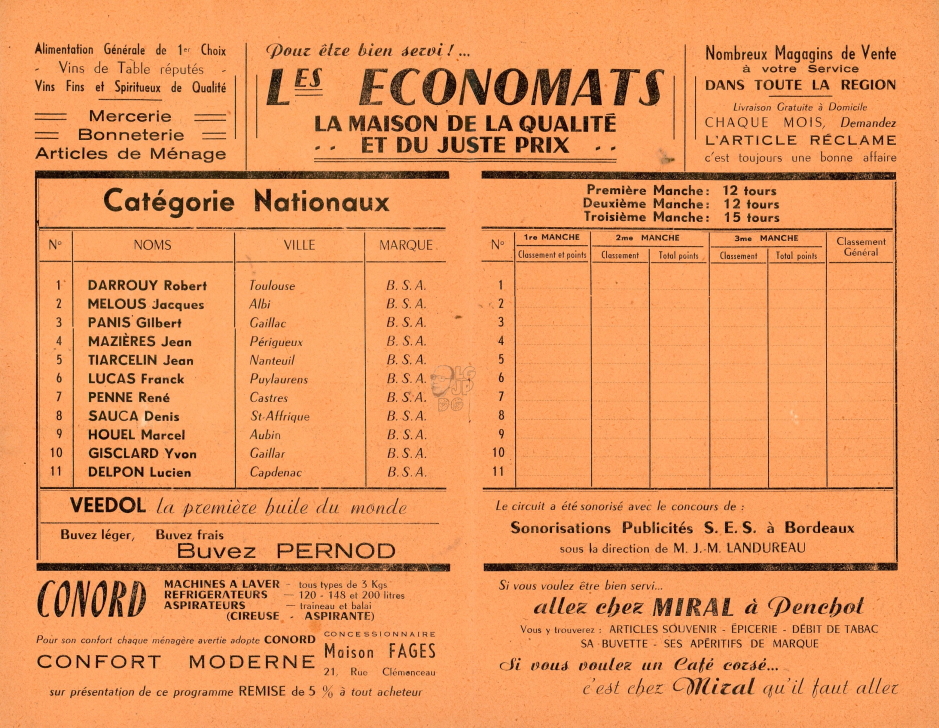 Alimentation Générale de 1er Choix
- Vins de Table réputés -
Vins Fins et Spiritueux de Qualité
Mercerie
Bonneterie
Articles de Ménage
Pour être bien servi !...
LES ECONOMATS
LA MAISON DE LA QUALITÉ
. . ET DU JUSTE PRIX . .
Nombreux Magagins de Vente
à votre Service
DANS TOUTE LA REGION
Livraison Gratuite à Domicile
CHAQUE MOIS, Demandez
L'ARTICLE RÉCLAME
c'est toujours une bonne affaire
Catégorie Nationaux
N° NOMS VILLE MARQUE
1 DARROUY Robert Toulouse B. S. A.
2 MELOUS Jacques Albi B. S. A.
3 PANIS Gilbert Gaillac B. S. A.
4 MAZIÈRES Jean Périgueux B. S. A.
5 TIARCELIN Jean Nanteuil B. S. A.
6 LUCAS Franck Puylaurens B. S. A.
7 PENNE René Castres B. S. A.
8 SAUCA Denis St-Affrique B. S. A.
9 HOUEL Marcel Aubin B. S. A.
10 GISCLARD Yvon Gaillar B. S. A.
11 DELPON Lucien Capdenac B. S. A.
VEEDOL la première huile du monde
Buvez léger, Buvez frais
Buvez PERNOD
Première Manche : 12 tours
Deuxième Manche : 12 tours
Troisième Manche : 15 tours
N° 1re MANCHE 2me MANCHE 3me MANCHE Classement Général
Classement et points Classement Total points Classement Total points
1
2
3
4
5
6
7
8
9
10
11
Le circuit a été sonorisé avec le concours de :
Sonorisations Publicités S. E. S. à Bordeaux
sous la direction de M. J.-M. LANDUREAU
CONORD
MACHINES A LAVER - tous types de 3 Kgs
REFRIGERATEURS - 120 - 148 et 200 litres
ASPIRATEURS - traineau et balai
(CIREUSE - ASPIRANTE)
Pour son confort chaque ménagère avertie adopte CONORD
CONFORT MODERNE
CONCESSIONNAIRE
Maison FAGES
21, Rue Clémenceau
sur présentation de ce programme REMISE de 5 % à tout acheteur
Si vous voulez être bien servi...
allez chez MIRAL à Penchot
Vous y trouverez : ARTICLES SOUVENIR - ÉPICERIE - DÉBIT DE TABAC
SA BUVETTE - SES APÉRITIFS DE MARQUE
Si vous voulez un Café corsé...
c'est chez Miral qu'il faut aller